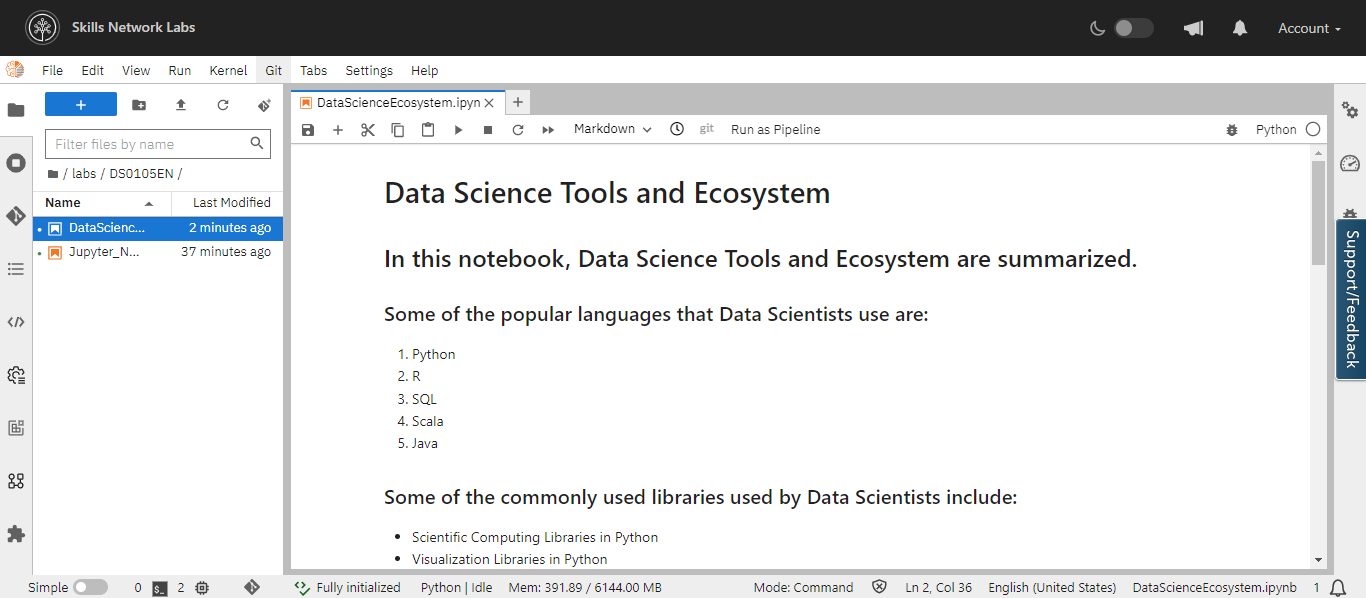 Skills Network Labs
Account
File Edit View Run Kernel Git Tabs Settings Help
+
DataScienceEcosystem.ipyn
Filter files by name
/ labs / DS0105EN /
Name Last Modified
DataScienc... 2 minutes ago
Jupyter_N... 37 minutes ago
Markdown git Run as Pipeline Python
Data Science Tools and Ecosystem
In this notebook, Data Science Tools and Ecosystem are summarized.
Some of the popular languages that Data Scientists use are:
1. Python
2. R
3. SQL
4. Scala
5. Java
Some of the commonly used libraries used by Data Scientists include:
• Scientific Computing Libraries in Python
• Visualization Libraries in Python
Support/Feedback
Simple 0 $_ 2 Fully initialized Python | Idle Mem: 391.89 / 6144.00 MB Mode: Command Ln 2, Col 36 English (United States) DataScienceEcosystem.ipynb 1